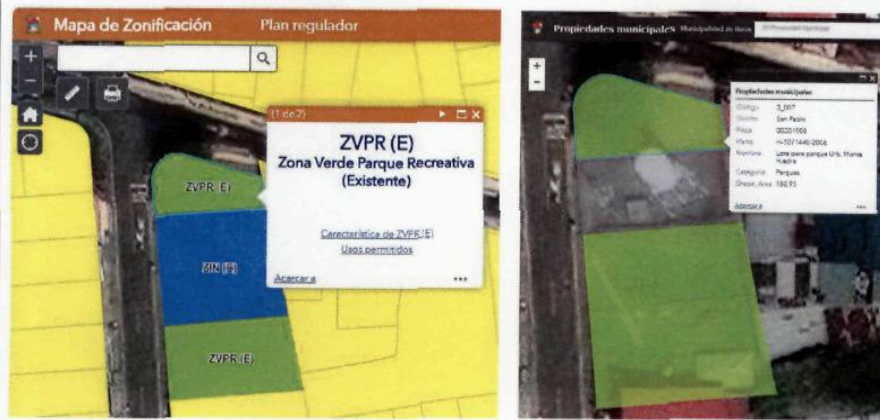 Mapa de Zonificación
Plan regulador
(1 de 2)
ZVPR (E)
Zona Verde Parque Recreativa
(Existente)
Característica de ZVPR (E)
Usos permitidos
Acercar a
ZVPR (E)
ZIN (E)
ZVPR (E)
Propiedades municipales
Propiedades municipales
Código 3_007
Distrito San Pablo
Finca
Plano
Nombre Lote para parque Urb. Monte
Categoría Parques
Shape_Area
Acercar a